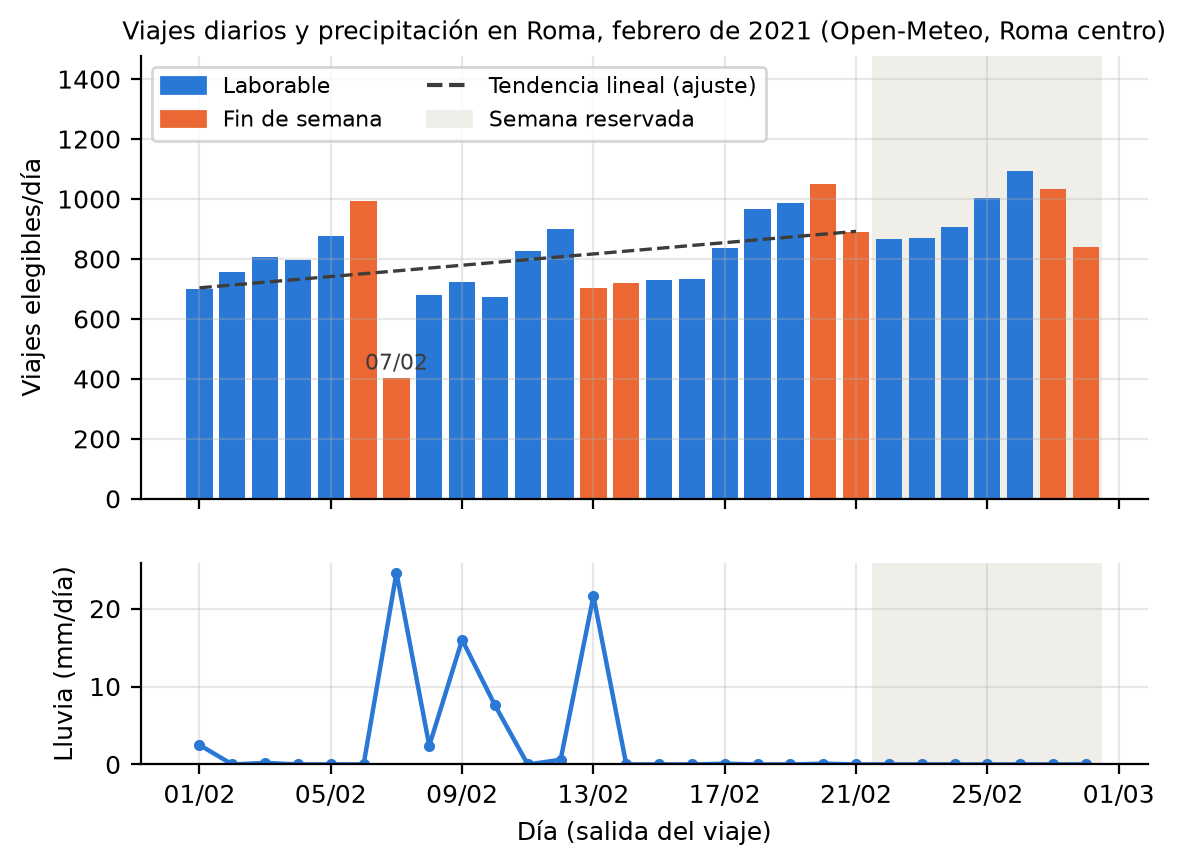 Viajes diarios y precipitación en Roma, febrero de 2021 (Open-Meteo, Roma centro)
Viajes elegibles/día
1400
1200
1000
800
600
400
200
0
Laborable
Fin de semana
Tendencia lineal (ajuste)
Semana reservada
07/02
Lluvia (mm/día)
20
10
0
01/02 05/02 09/02 13/02 17/02 21/02 25/02 01/03
Día (salida del viaje)